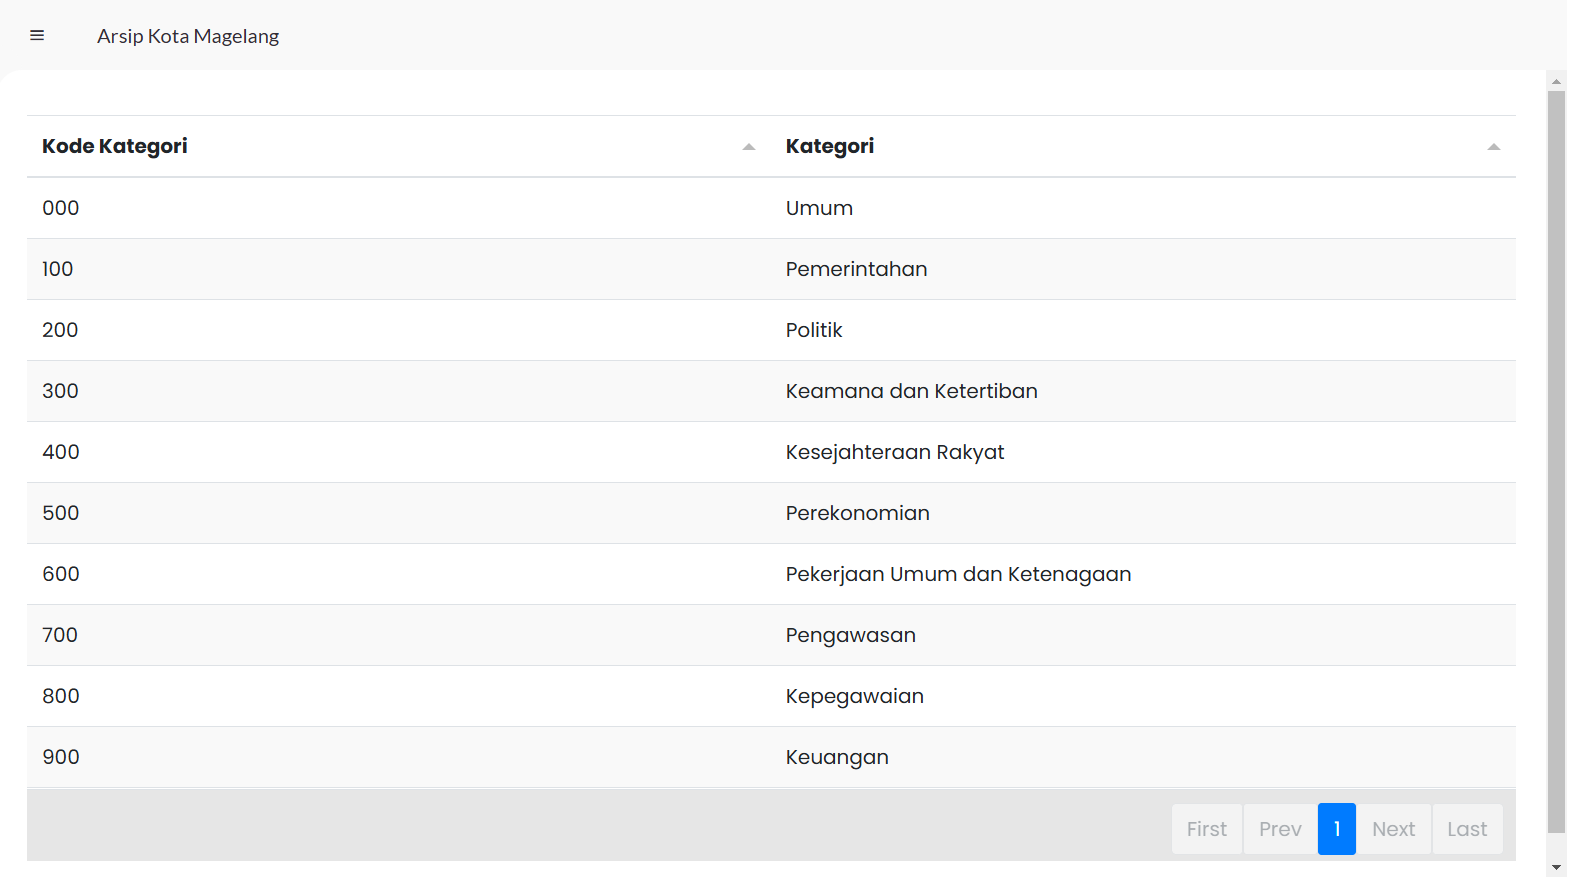 Arsip Kota Magelang
Kode Kategori Kategori
000 Umum
100 Pemerintahan
200 Politik
300 Keamana dan Ketertiban
400 Kesejahteraan Rakyat
500 Perekonomian
600 Pekerjaan Umum dan Ketenagaan
700 Pengawasan
800 Kepegawaian
900 Keuangan
First Prev 1 Next Last